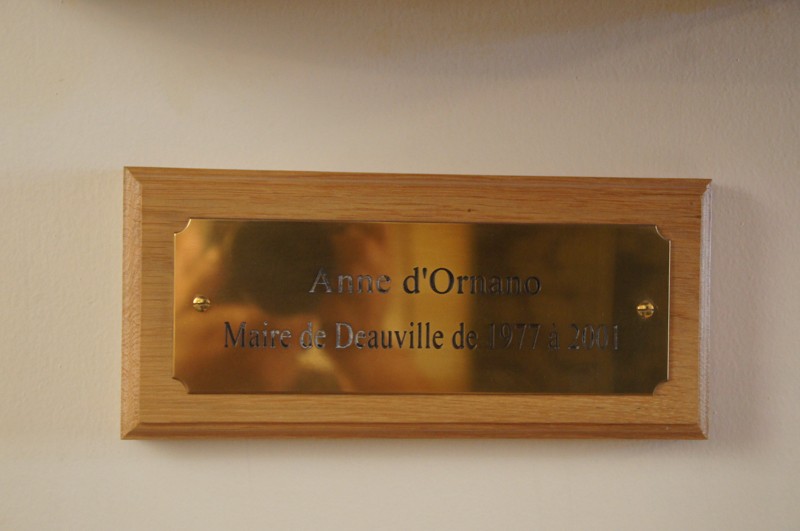 Anne d'Ornano
Maire de Deauville de 1977 à 2001